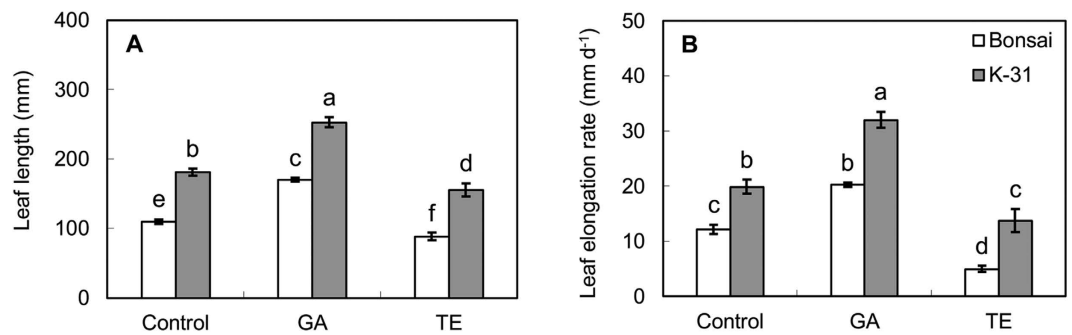 400
300
200
100
0
Leaf length (mm)
A
e
b
c
a
f
d
Control GA TE
50
40
30
20
10
0
Leaf elongation rate (mm d⁻¹)
B
Bonsai
K-31
c
b
b
a
d
c
Control GA TE